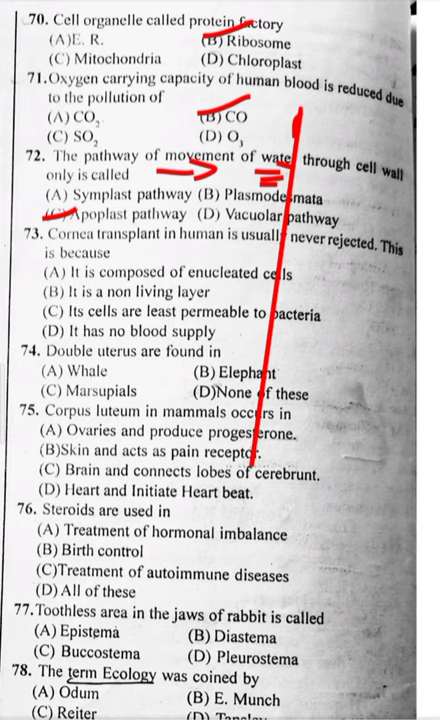 70. Cell organelle called protein factory
(A)E. R. (B) Ribosome
(C) Mitochondria (D) Chloroplast
71. Oxygen carrying capacity of human blood is reduced due
to the pollution of
(A) CO₂ (B) CO
(C) SO₂ (D) O₃
72. The pathway of movement of water through cell wall
only is called
(A) Symplast pathway (B) Plasmodesmata
(C) Apoplast pathway (D) Vacuolar pathway
73. Cornea transplant in human is usually never rejected. This
is because
(A) It is composed of enucleated cells
(B) It is a non living layer
(C) Its cells are least permeable to bacteria
(D) It has no blood supply
74. Double uterus are found in
(A) Whale (B) Elephant
(C) Marsupials (D)None of these
75. Corpus luteum in mammals occurs in
(A) Ovaries and produce progesterone.
(B)Skin and acts as pain receptor.
(C) Brain and connects lobes of cerebrunt.
(D) Heart and Initiate Heart beat.
76. Steroids are used in
(A) Treatment of hormonal imbalance
(B) Birth control
(C)Treatment of autoimmune diseases
(D) All of these
77. Toothless area in the jaws of rabbit is called
(A) Epistema (B) Diastema
(C) Buccostema (D) Pleurostema
78. The term Ecology was coined by
(A) Odum (B) E. Munch
(C) Reiter (D)